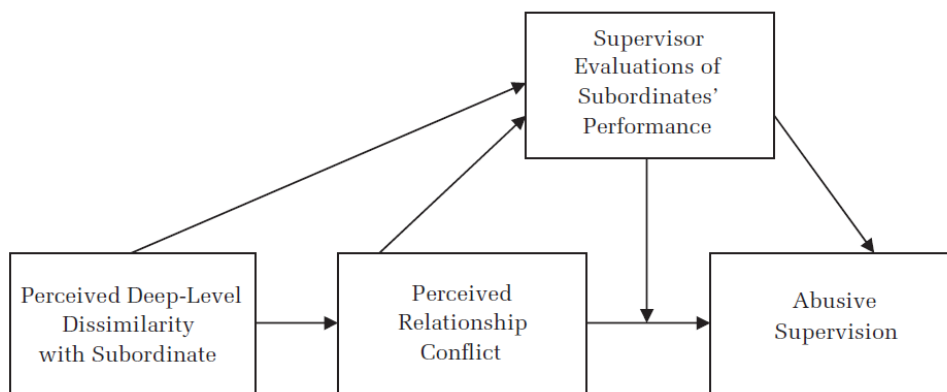 Supervisor
Evaluations of
Subordinates’
Performance
Perceived Deep-Level
Dissimilarity
with Subordinate
Perceived
Relationship
Conflict
Abusive
Supervision